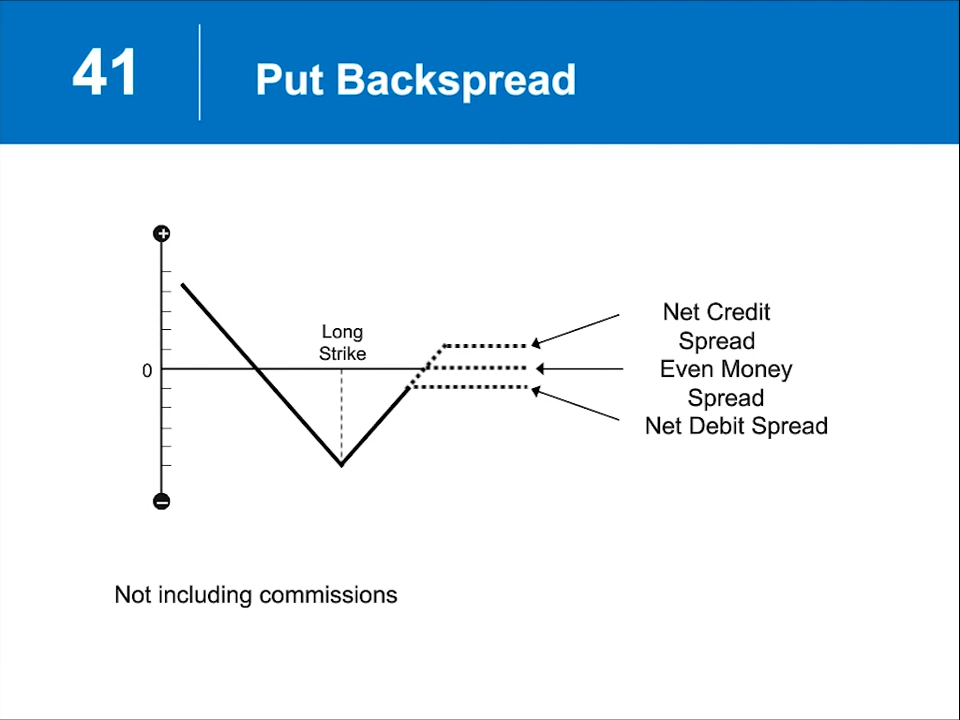 41
Put Backspread
+
Long
Strike
0
−
Net Credit
Spread
Even Money
Spread
Net Debit Spread
Not including commissions